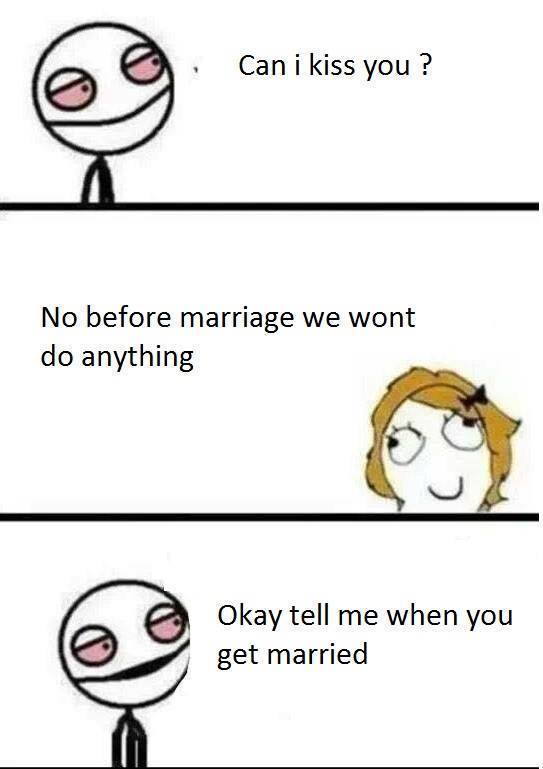 Can i kiss you ?
No before marriage we wont
do anything
Okay tell me when you
get married